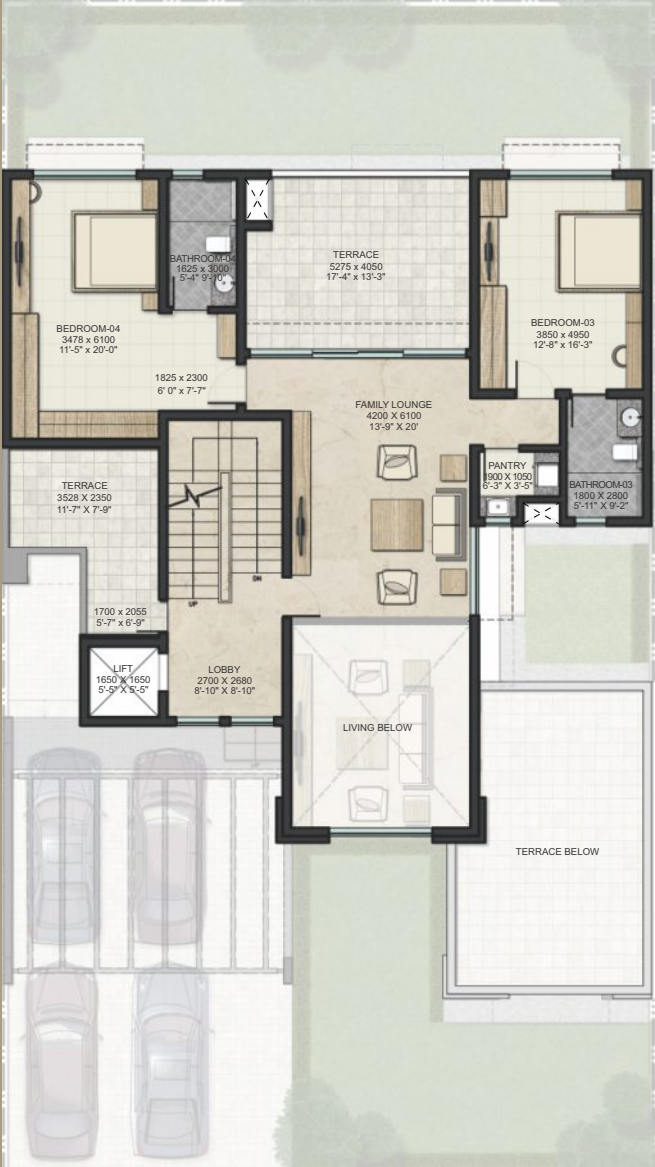 TERRACE
5275 x 4050
17'-4" x 13'-3"
BATHROOM-04
1625 x 3000
5'-4" 9'-10"
BEDROOM-04
3478 x 6100
11'-5" x 20'-0"
BEDROOM-03
3850 x 4950
12'-8" x 16'-3"
1825 x 2300
6' 0" x 7'-7"
FAMILY LOUNGE
4200 X 6100
13'-9" X 20'
PANTRY
1900 X 1050
6'-3" X 3'-5"
BATHROOM-03
1800 X 2800
5'-11" X 9'-2"
TERRACE
3528 X 2350
11'-7" X 7'-9"
DN
UP
1700 x 2055
5'-7" x 6'-9"
LIFT
1650 X 1650
5'-5" X 5'-5"
LOBBY
2700 X 2680
8'-10" X 8'-10"
LIVING BELOW
TERRACE BELOW